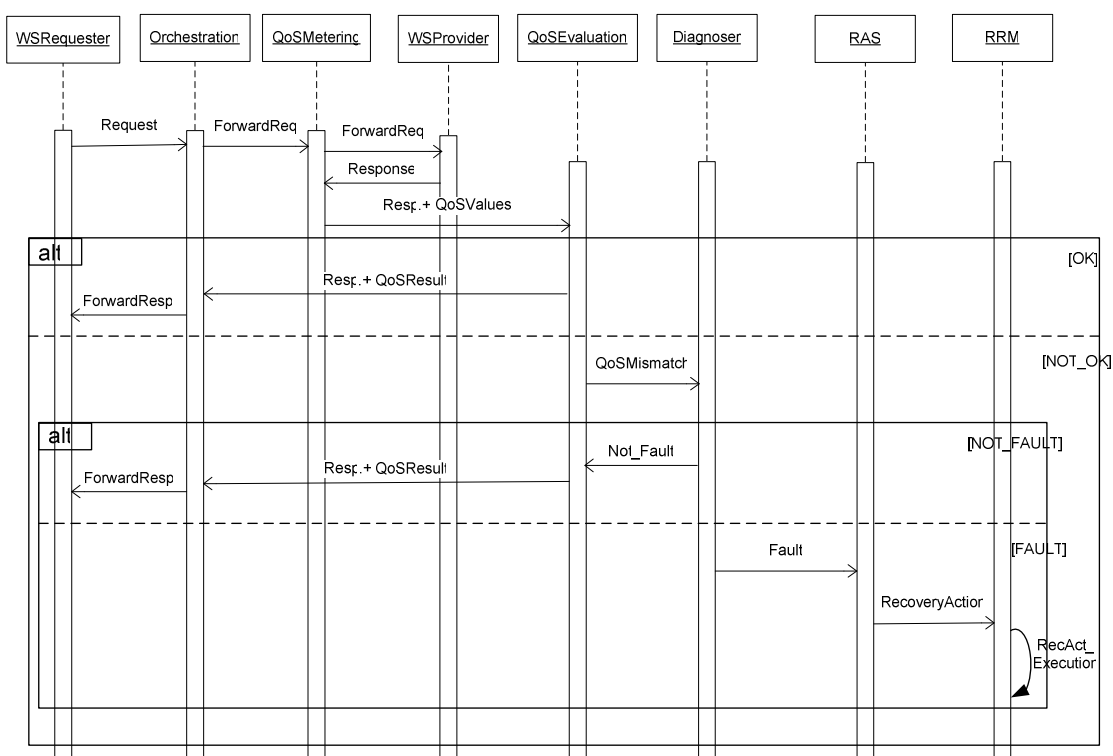 WSRequester
Orchestration
QoSMetering
WSProvider
QoSEvaluation
Diagnoser
RAS
RRM
Request
ForwardReq
ForwardReq
Response
Resp.+ QoSValues
alt
[OK]
Resp.+ QoSResult
ForwardResp
[NOT_OK]
QoSMismatch
alt
[NOT_FAULT]
Not_Fault
Resp.+ QoSResult
ForwardResp
[FAULT]
Fault
RecoveryAction
RecAct_
Execution